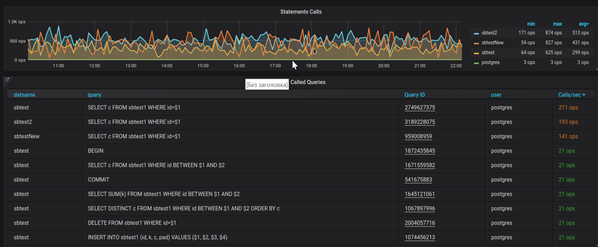 Statements Calls
1.0K ops
500 ops
0 ops
11:00 12:00 13:00 14:00 15:00 16:00 17:00 18:00 19:00 20:00 21:00 22:00
min max avg
sbtest2 171 ops 874 ops 513 ops
sbtestNew 54 ops 827 ops 431 ops
sbtest 64 ops 625 ops 299 ops
postgres 3 ops 3 ops 3 ops
Без заголовка Called Queries
datname query Query ID user Calls/sec
sbtest SELECT c FROM sbtest1 WHERE id=$1 2749627375 postgres 211 ops
sbtest2 SELECT c FROM sbtest1 WHERE id=$1 3189228075 postgres 193 ops
sbtestNew SELECT c FROM sbtest1 WHERE id=$1 959008959 postgres 141 ops
sbtest BEGIN 1872435845 postgres 21 ops
sbtest SELECT c FROM sbtest1 WHERE id BETWEEN $1 AND $2 1671559582 postgres 21 ops
sbtest COMMIT 541675883 postgres 21 ops
sbtest SELECT SUM(k) FROM sbtest1 WHERE id BETWEEN $1 AND $2 1645121061 postgres 21 ops
sbtest SELECT DISTINCT c FROM sbtest1 WHERE id BETWEEN $1 AND $2 ORDER BY c 1067897996 postgres 21 ops
sbtest DELETE FROM sbtest1 WHERE id=$1 2004057716 postgres 21 ops
sbtest INSERT INTO sbtest1 (id, k, c, pad) VALUES ($1, $2, $3, $4) 1074456213 postgres 21 ops